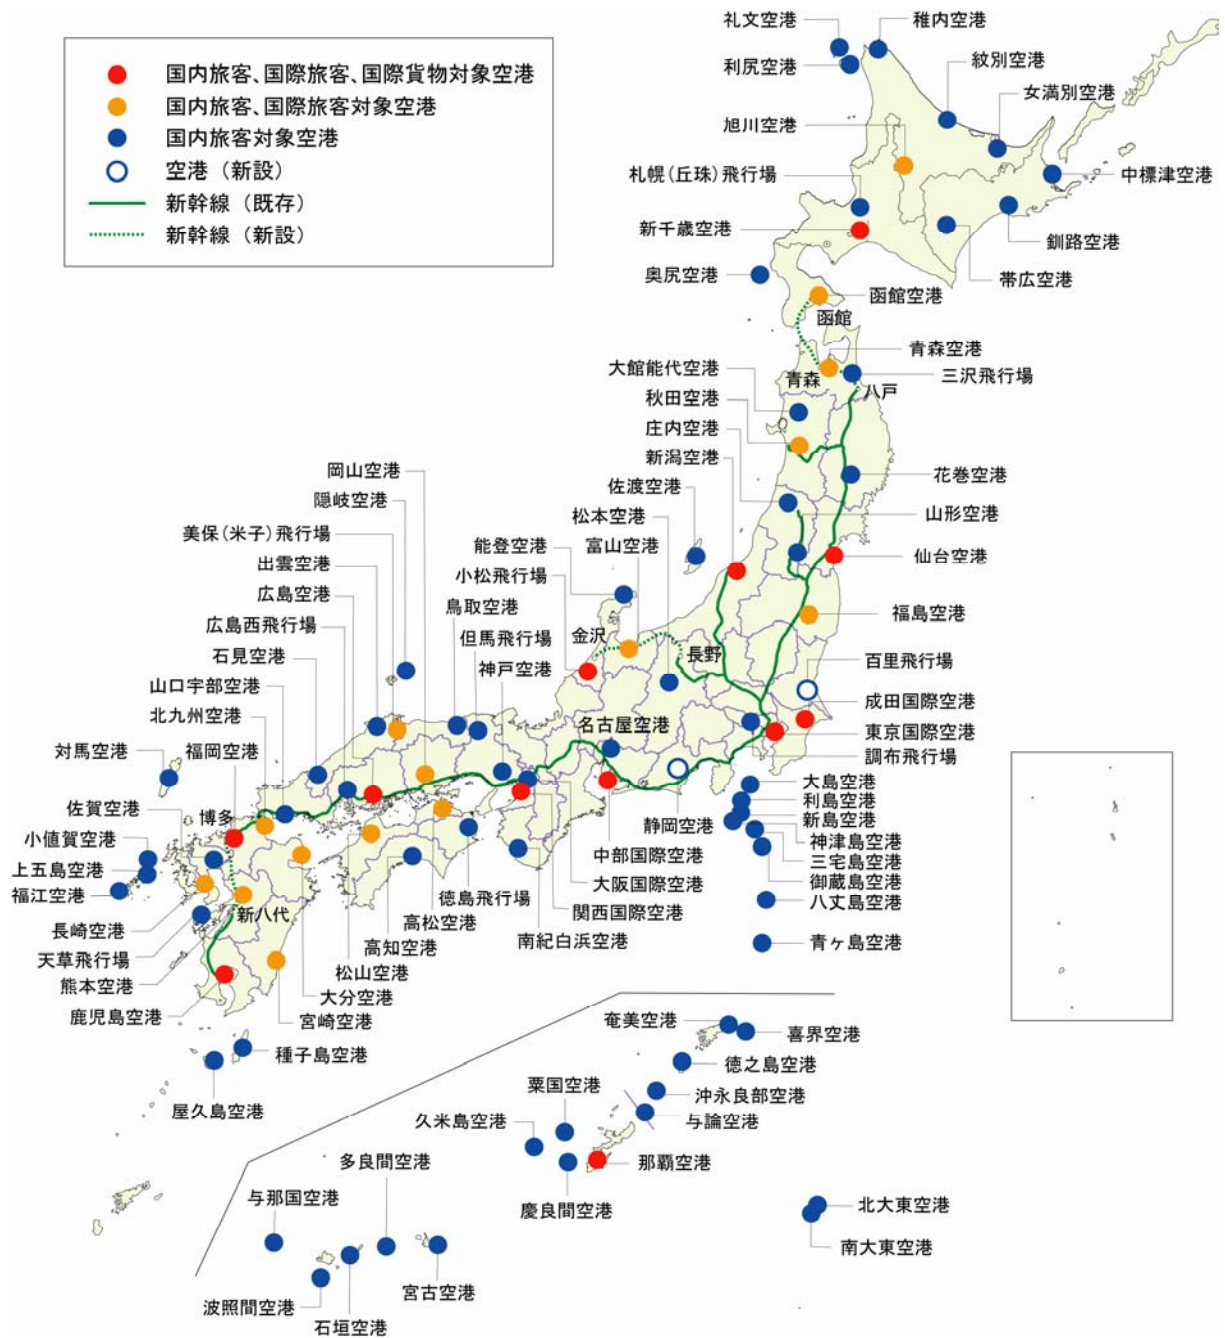 国内旅客、国際旅客、国際貨物対象空港
国内旅客、国際旅客対象空港
国内旅客対象空港
空港（新設）
新幹線（既存）
新幹線（新設）
礼文空港
稚内空港
利尻空港
紋別空港
女満別空港
旭川空港
札幌（丘珠）飛行場
中標津空港
新千歳空港
釧路空港
奥尻空港
帯広空港
函館空港
函館
青森空港
大館能代空港
青森
三沢飛行場
八戸
秋田空港
庄内空港
新潟空港
岡山空港
花巻空港
佐渡空港
隠岐空港
松本空港
山形空港
美保（米子）飛行場
能登空港
富山空港
仙台空港
出雲空港
小松飛行場
広島空港
鳥取空港
福島空港
広島西飛行場
但馬飛行場
金沢
長野
百里飛行場
石見空港
神戸空港
山口宇部空港
成田国際空港
北九州空港
名古屋空港
東京国際空港
対馬空港
福岡空港
調布飛行場
大島空港
佐賀空港
利島空港
博多
新島空港
小値賀空港
静岡空港
神津島空港
中部国際空港
三宅島空港
上五島空港
大阪国際空港
御蔵島空港
福江空港
徳島飛行場
八丈島空港
新八代
関西国際空港
長崎空港
高松空港
南紀白浜空港
青ヶ島空港
高知空港
天草飛行場
松山空港
熊本空港
大分空港
鹿児島空港
宮崎空港
奄美空港
喜界空港
種子島空港
徳之島空港
粟国空港
沖永良部空港
屋久島空港
久米島空港
与論空港
多良間空港
那覇空港
与那国空港
慶良間空港
北大東空港
南大東空港
宮古空港
波照間空港
石垣空港